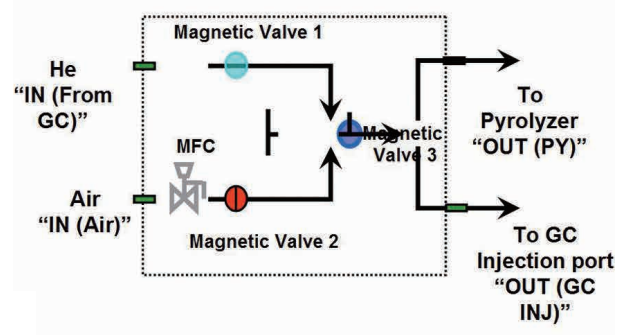 Magnetic Valve 1
He
“IN (From
GC)”
MFC
Magnetic
Valve 3
To
Pyrolyzer
“OUT (PY)”
Air
“IN (Air)”
Magnetic Valve 2
To GC
Injection port
“OUT (GC
INJ)”